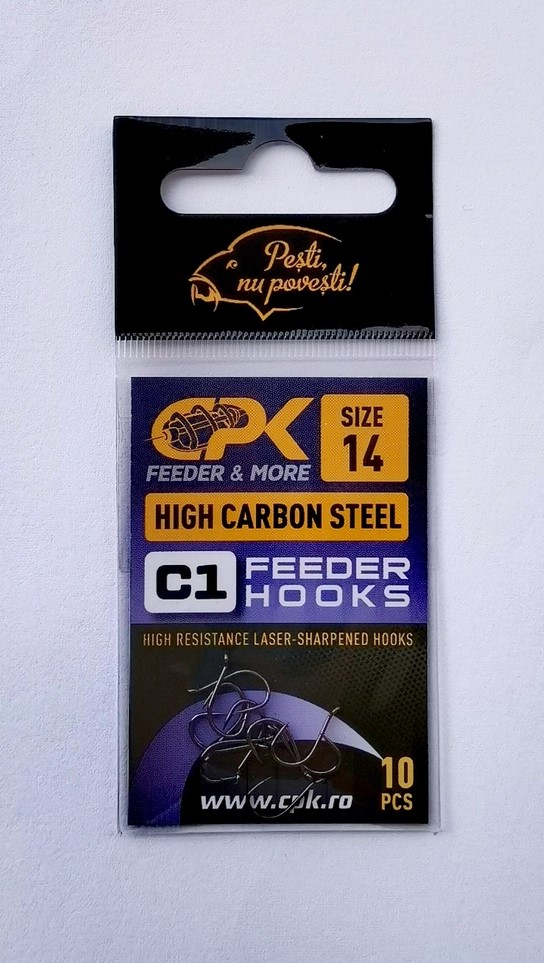 Pești,
nu povești!
CPK
FEEDER & MORE
SIZE
14
HIGH CARBON STEEL
C1
FEEDER
HOOKS
HIGH RESISTANCE LASER-SHARPENED HOOKS
10
PCS
www.cpk.ro